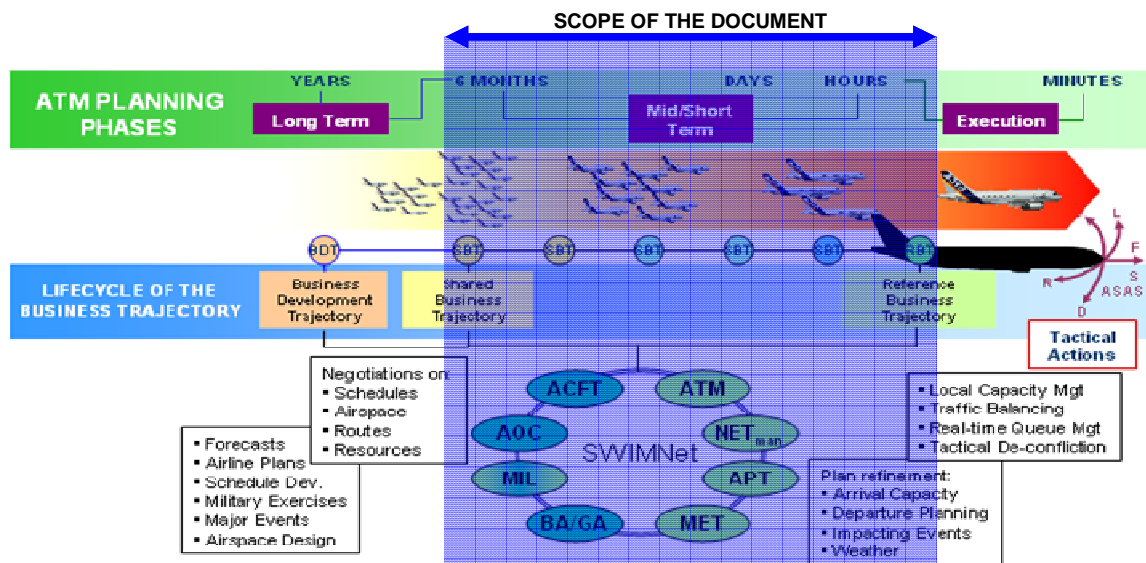 SCOPE OF THE DOCUMENT
YEARS
6 MONTHS
DAYS
HOURS
MINUTES
ATM PLANNING
PHASES
Long Term
Mid/Short
Term
Execution
BDT
SBT
SBT
SBT
SBT
SBT
LIFECYCLE OF THE
BUSINESS TRAJECTORY
Business
Development
Trajectory
Shared
Business
Trajectory
Reference
Business
Trajectory
L
F
S
ASAS
R
D
Tactical
Actions
Negotiations on:
▪ Schedules
▪ Airspace
▪ Routes
▪ Resources
▪ Forecasts
▪ Airline Plans
▪ Schedule Dev.
▪ Military Exercises
▪ Major Events
▪ Airspace Design
ACFT
ATM
AOC
NET man
SWIMNet
MIL
APT
BA/GA
MET
▪ Local Capacity Mgt
▪ Traffic Balancing
▪ Real-time Queue Mgt
▪ Tactical De-confliction
Plan refinement:
▪ Arrival Capacity
▪ Departure Planning
▪ Impacting Events
▪ Weather